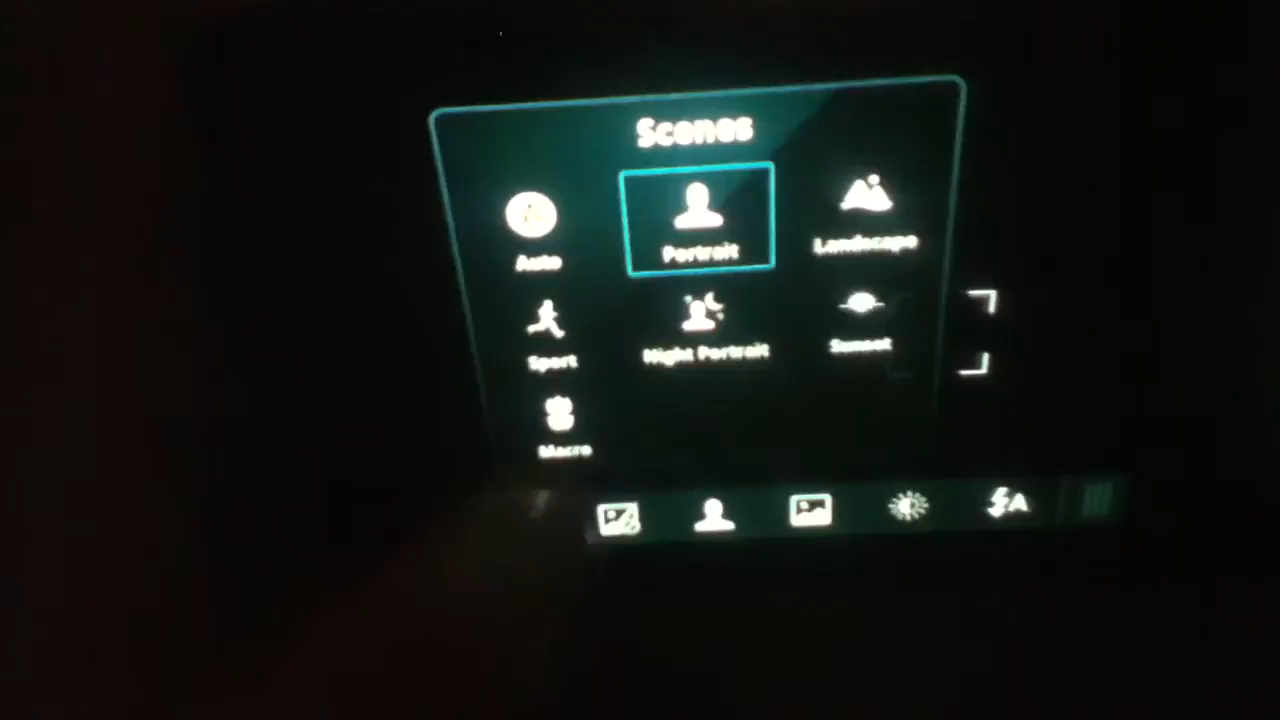 Scenes
Auto
Portrait
Landscape
Sport
Night Portrait
Sunset
Macro
A